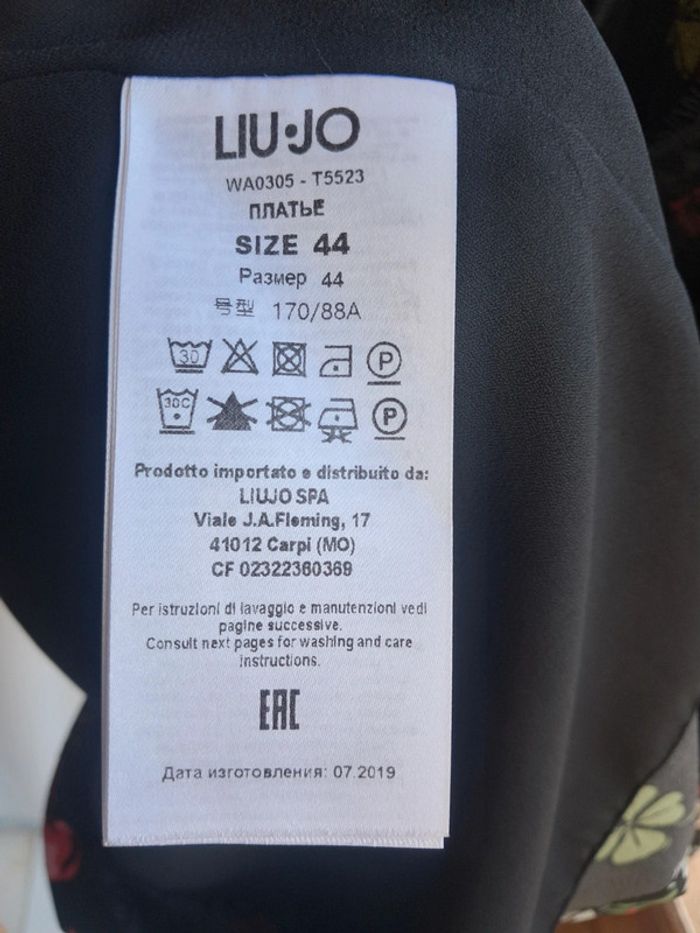 LIU·JO
WA0305 - T5523
ПЛАТЬЕ
SIZE 44
Размер 44
号型 170/88A
30 P
30C P
Prodotto importato e distribuito da:
LIUJO SPA
Viale J.A.Fleming, 17
41012 Carpi (MO)
CF 02322360369
Per istruzioni di lavaggio e manutenzioni vedi
pagine successive.
Consult next pages for washing and care
instructions.
EAC
Дата изготовления: 07.2019